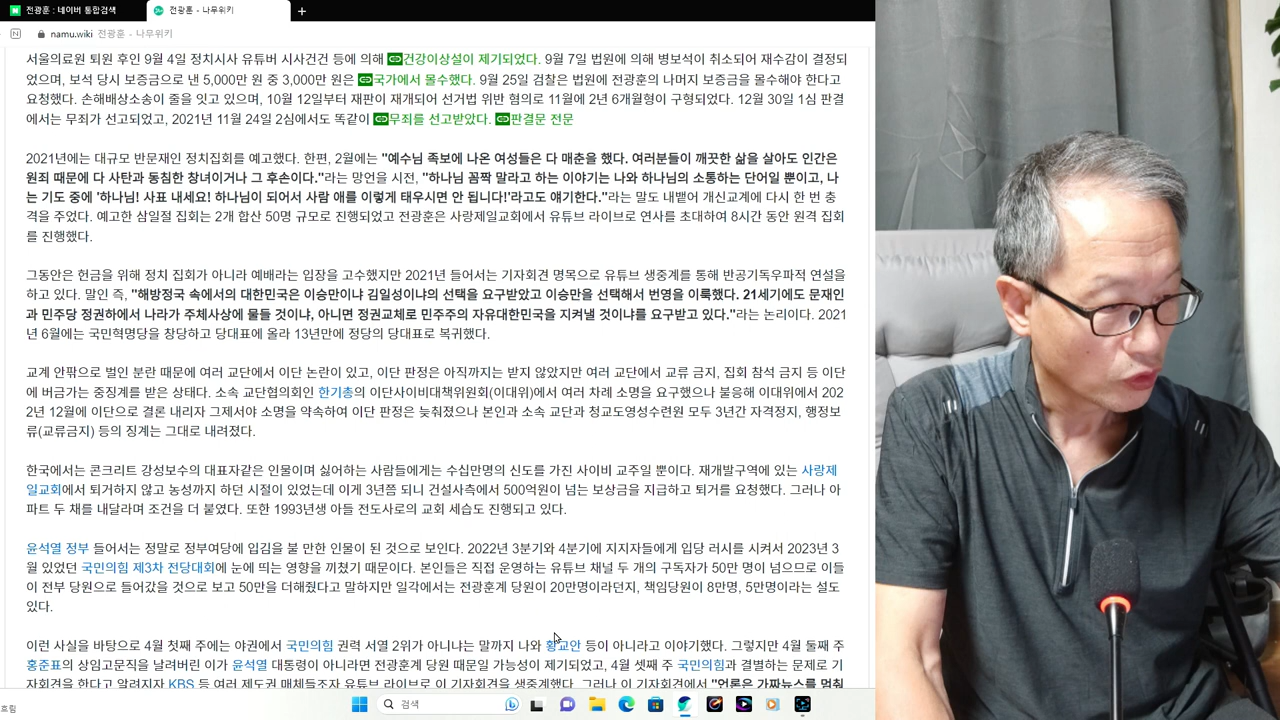 전광훈 : 네이버 통합검색
전광훈 - 나무위키
namu.wiki 전광훈 - 나무위키
서울의료원 퇴원 후인 9월 4일 정치시사 유튜버 시사건건 등에 의해 건강이상설이 제기되었다. 9월 7일 법원에 의해 병보석이 취소되어 재수감이 결정되
었으며, 보석 당시 보증금으로 낸 5,000만 원 중 3,000만 원은 국가에서 몰수했다. 9월 25일 검찰은 법원에 전광훈의 나머지 보증금을 몰수해야 한다고
요청했다. 손해배상소송이 줄을 잇고 있으며, 10월 12일부터 재판이 재개되어 선거법 위반 혐의로 11월에 2년 6개월형이 구형되었다. 12월 30일 1심 판결
에서는 무죄가 선고되었고, 2021년 11월 24일 2심에서도 똑같이 무죄를 선고받았다. 판결문 전문
2021년에는 대규모 반문재인 정치집회를 예고했다. 한편, 2월에는 "예수님 족보에 나온 여성들은 다 매춘을 했다. 여러분들이 깨끗한 삶을 살아도 인간은
원죄 때문에 다 사탄과 동침한 창녀이거나 그 후손이다."라는 망언을 시전, "하나님 꼼짝 말라고 하는 이야기는 나와 하나님의 소통하는 단어일 뿐이고, 나
는 기도 중에 '하나님! 사표 내세요! 하나님이 되어서 사람 애를 이렇게 태우시면 안 됩니다!'라고도 얘기한다."라는 말도 내뱉어 개신교계에 다시 한 번 충
격을 주었다. 예고한 삼일절 집회는 2개 합산 50명 규모로 진행되었고 전광훈은 사랑제일교회에서 유튜브 라이브로 연사를 초대하여 8시간 동안 원격 집회
를 진행했다.
그동안은 헌금을 위해 정치 집회가 아니라 예배라는 입장을 고수했지만 2021년 들어서는 기자회견 명목으로 유튜브 생중계를 통해 반공기독우파적 연설을
하고 있다. 말인 즉, "해방정국 속에서의 대한민국은 이승만이냐 김일성이냐의 선택을 요구받았고 이승만을 선택해서 번영을 이룩했다. 21세기에도 문재인
과 민주당 정권하에서 나라가 주체사상에 물들 것이냐, 아니면 정권교체로 민주주의 자유대한민국을 지켜낼 것이냐를 요구받고 있다."라는 논리이다. 2021
년 6월에는 국민혁명당을 창당하고 당대표에 올라 13년만에 정당의 당대표로 복귀했다.
교계 안팎으로 벌인 분란 때문에 여러 교단에서 이단 논란이 있고, 이단 판정은 아직까지는 받지 않았지만 여러 교단에서 교류 금지, 집회 참석 금지 등 이단
에 버금가는 중징계를 받은 상태다. 소속 교단협의회인 한기총의 이단사이비대책위원회(이대위)에서 여러 차례 소명을 요구했으나 불응해 이대위에서 202
2년 12월에 이단으로 결론 내리자 그제서야 소명을 약속하여 이단 판정은 늦춰졌으나 본인과 소속 교단과 청교도영성수련원 모두 3년간 자격정지, 행정보
류(교류금지) 등의 징계는 그대로 내려졌다.
한국에서는 콘크리트 강성보수의 대표자같은 인물이며 싫어하는 사람들에게는 수십만명의 신도를 가진 사이비 교주일 뿐이다. 재개발구역에 있는 사랑제
일교회에서 퇴거하지 않고 농성까지 하던 시절이 있었는데 이게 3년쯤 되니 건설사측에서 500억원이 넘는 보상금을 지급하고 퇴거를 요청했다. 그러나 아
파트 두 채를 내달라며 조건을 더 붙였다. 또한 1993년생 아들 전도사로의 교회 세습도 진행되고 있다.
윤석열 정부 들어서는 정말로 정부여당에 입김을 불 만한 인물이 된 것으로 보인다. 2022년 3분기와 4분기에 지지자들에게 입당 러시를 시켜서 2023년 3
월 있었던 국민의힘 제3차 전당대회에 눈에 띄는 영향을 끼쳤기 때문이다. 본인들은 직접 운영하는 유튜브 채널 두 개의 구독자가 50만 명이 넘으므로 이들
이 전부 당원으로 들어갔을 것으로 보고 50만을 더해줬다고 말하지만 일각에서는 전광훈계 당원이 20만명이라던지, 책임당원이 8만명, 5만명이라는 설도
있다.
이런 사실을 바탕으로 4월 첫째 주에는 야권에서 국민의힘 권력 서열 2위가 아니냐는 말까지 나와 황교안 등이 아니라고 이야기했다. 그렇지만 4월 둘째 주
홍준표의 상임고문직을 날려버린 이가 윤석열 대통령이 아니라면 전광훈계 당원 때문일 가능성이 제기되었고, 4월 셋째 주 국민의힘과 결별하는 문제로 기
자회견을 한다고 알려지자 KBS 등 여러 제도권 매체들조차 유튜브 라이브로 이 기자회견을 생중계했다. 그러나 이 기자회견에서 "언론은 가짜뉴스를 멈춰
흐림
검색